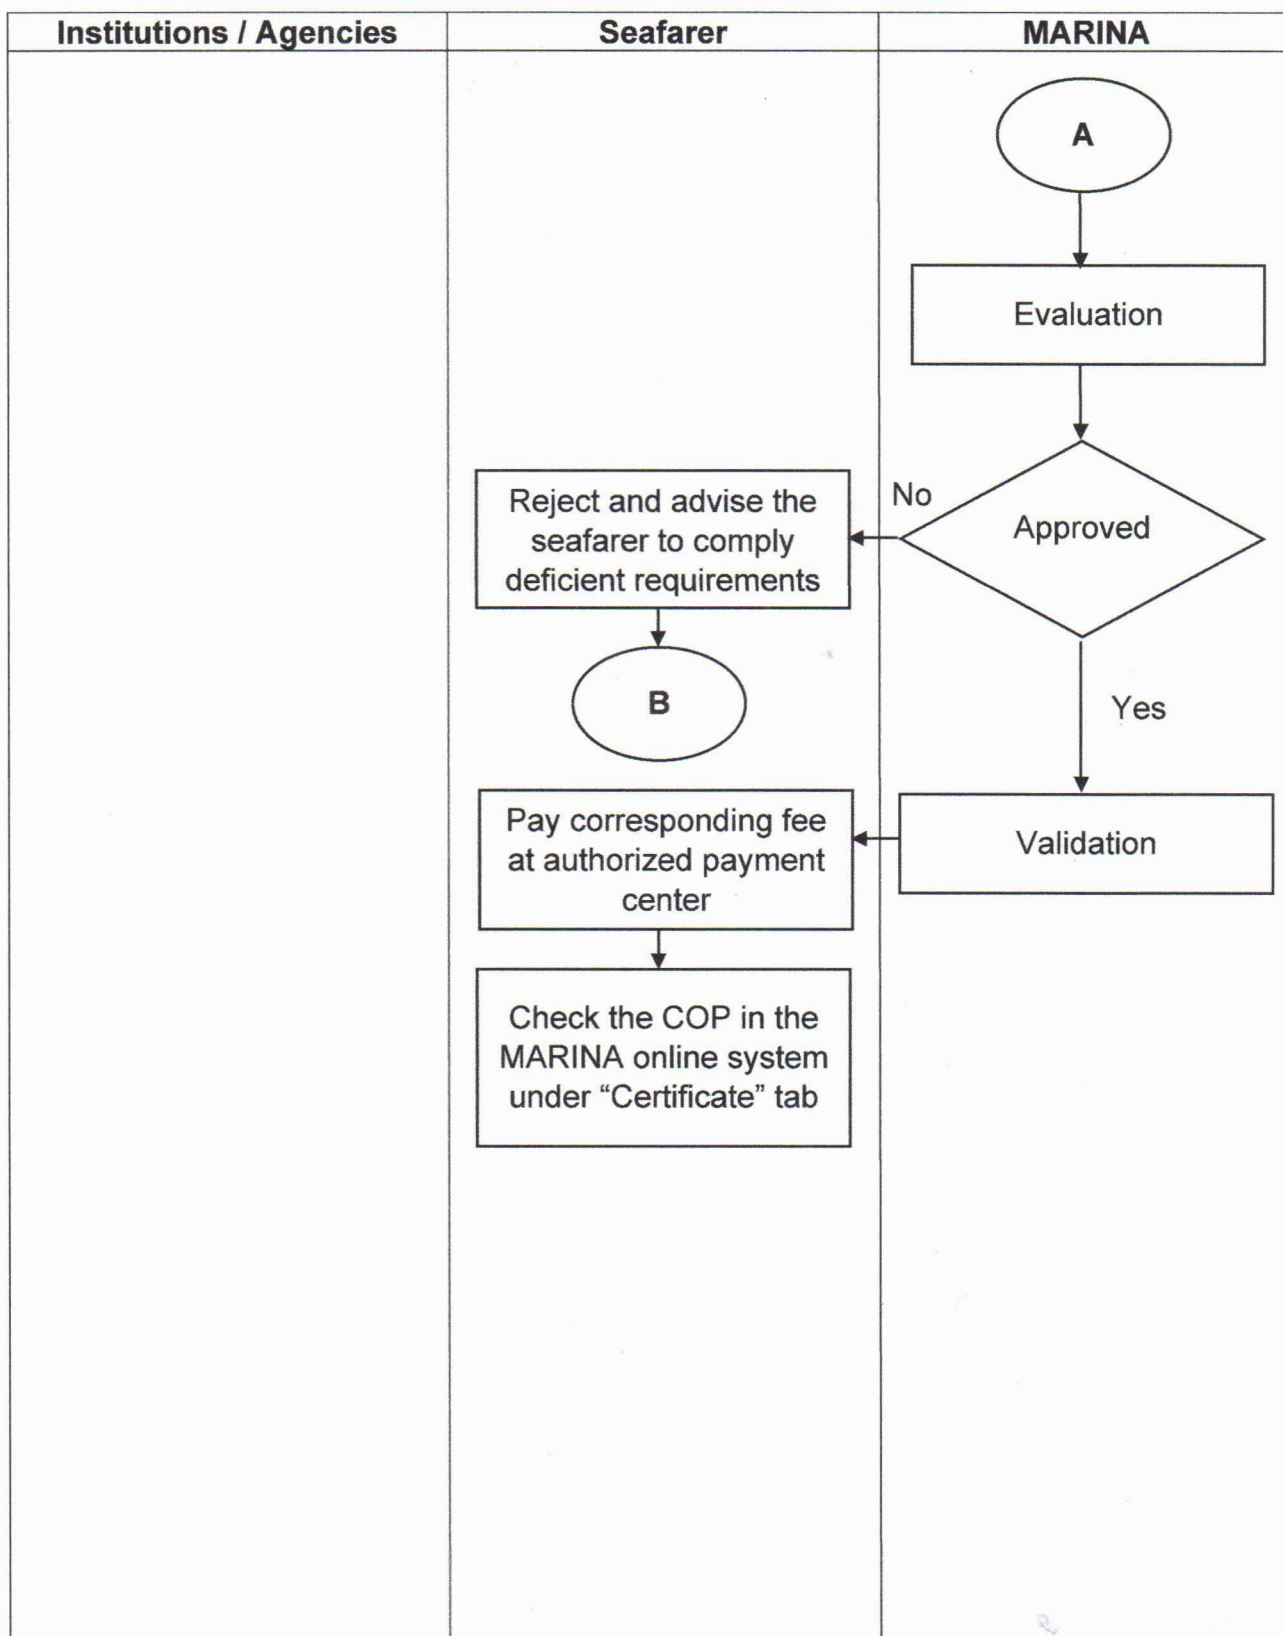 Institutions / Agencies
Seafarer
MARINA
A
Evaluation
Approved
No
Reject and advise the
seafarer to comply
deficient requirements
B
Yes
Validation
Pay corresponding fee
at authorized payment
center
Check the COP in the
MARINA online system
under “Certificate” tab